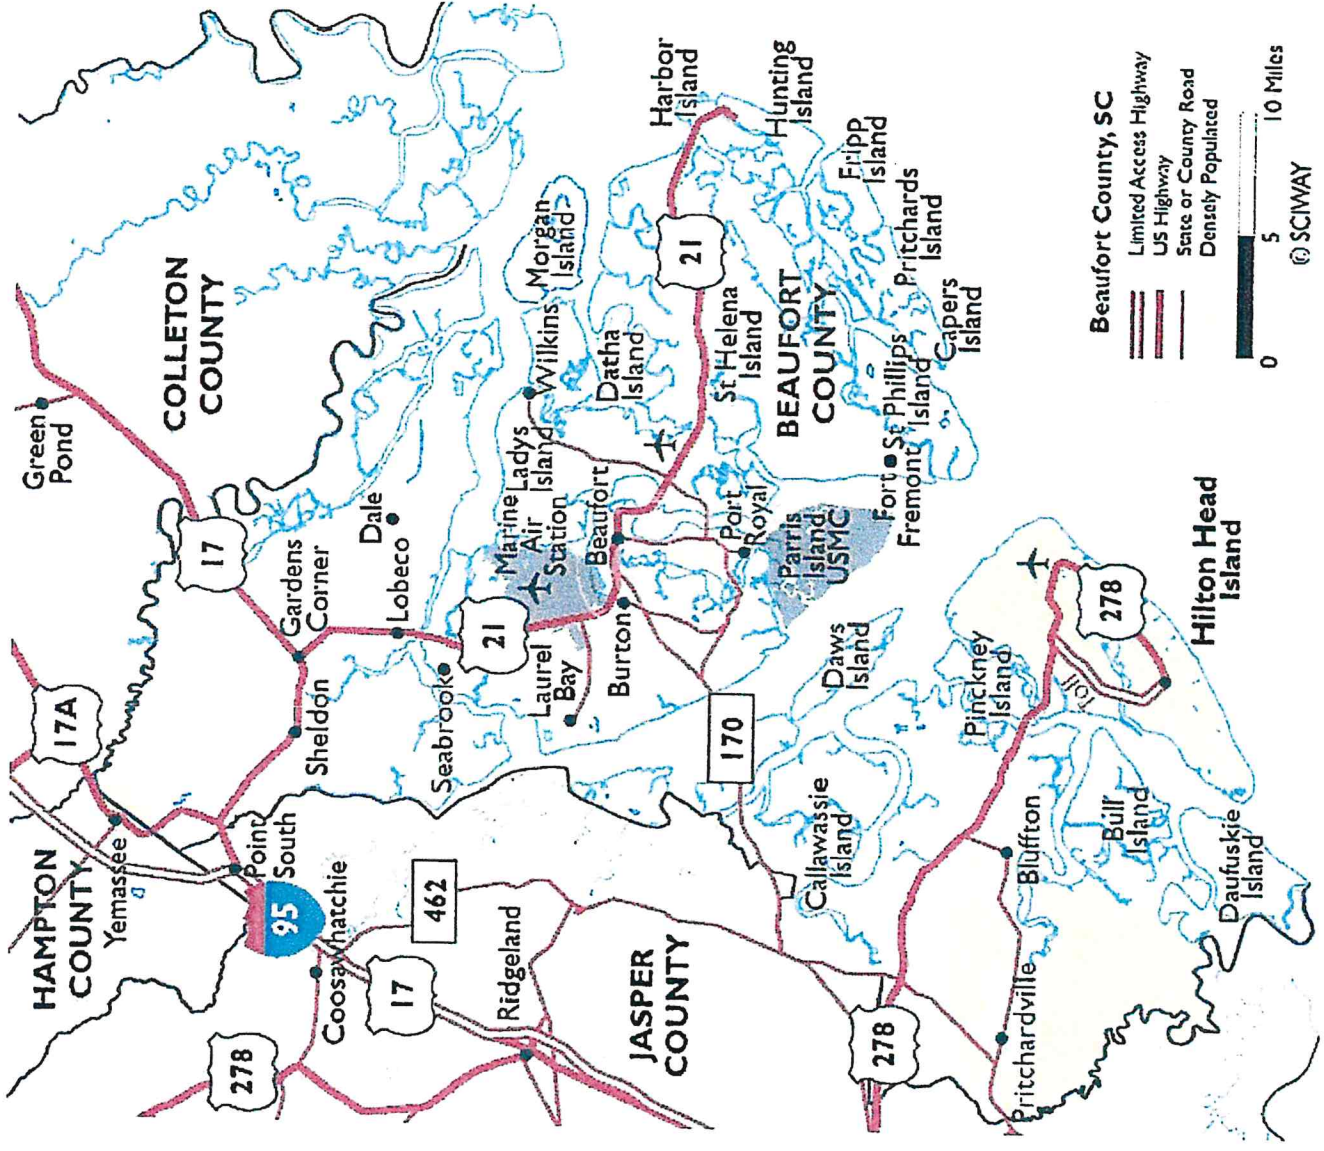 HAMPTON
COUNTY
Yemassee
17A
Green
Pond
COLLETON
COUNTY
17
Gardens
Corner
Sheldon
Point
South
95
Coosawhatchie
278
17
462
Ridgeland
JASPER
COUNTY
Dale
Lobeco
Seabrook
21
Laurel
Bay
Marine
Air
Station
Ladys
Island
Wilkins
Morgan
Island
Datha
Island
Beaufort
Burton
Port
Royal
Parris
Island
USMC
St Helena
Island
21
Harbor
Island
Hunting
Island
Fripp
Island
Pritchards
Island
Capers
Island
St Phillips
Island
Fort
Fremont
BEAUFORT
COUNTY
170
Daws
Island
Callawassie
Island
Pinckney
Island
Toll
278
Hilton Head
Island
Bluffton
Bull
Island
Daufuskie
Island
Pritchardville
278
Beaufort County, SC
Limited Access Highway
US Highway
State or County Road
Densely Populated
0 5 10 Miles
© SCIWAY